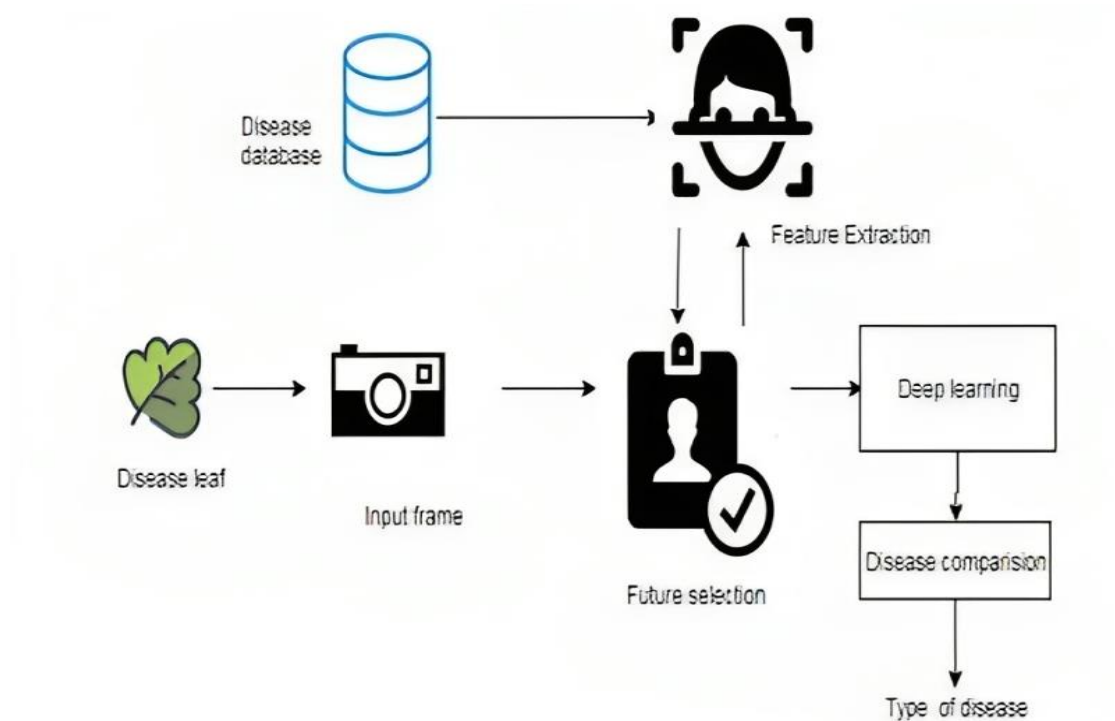 Disease
database
Feature Extraction
Deep learning
Disease leaf
Input frame
Disease comparision
Future selection
Type of disease